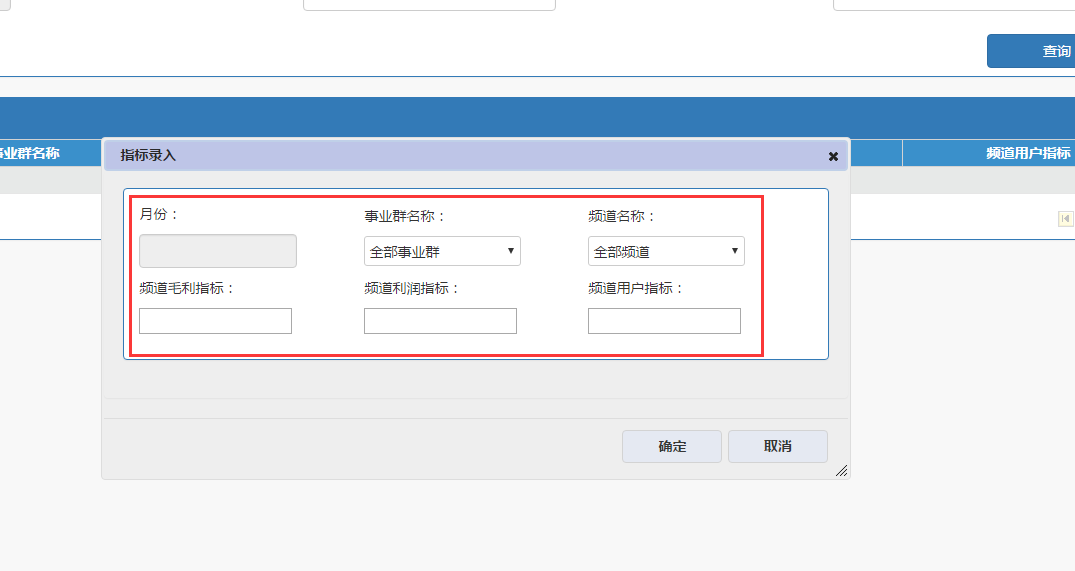 查询
业群名称
频道用户指标
指标录入
月份：
事业群名称：
频道名称：
全部事业群
全部频道
频道毛利指标：
频道利润指标：
频道用户指标：
确定
取消